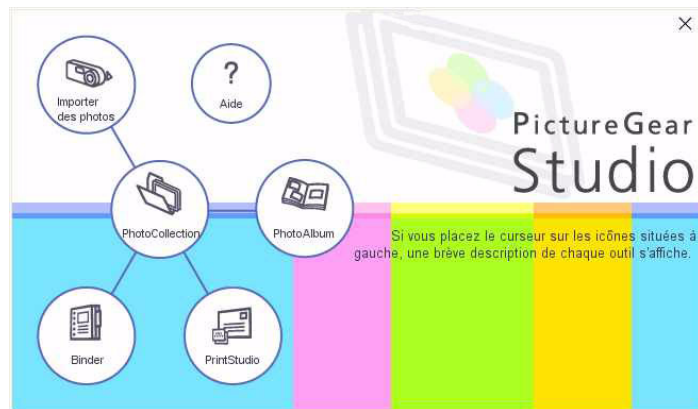 Importer
des photos
?
Aide
PictureGear
Studio
PhotoCollection
PhotoAlbum
Si vous placez le curseur sur les icônes situées á
gauche, une brève description de chaque outil s'affiche.
Binder
PrintStudio